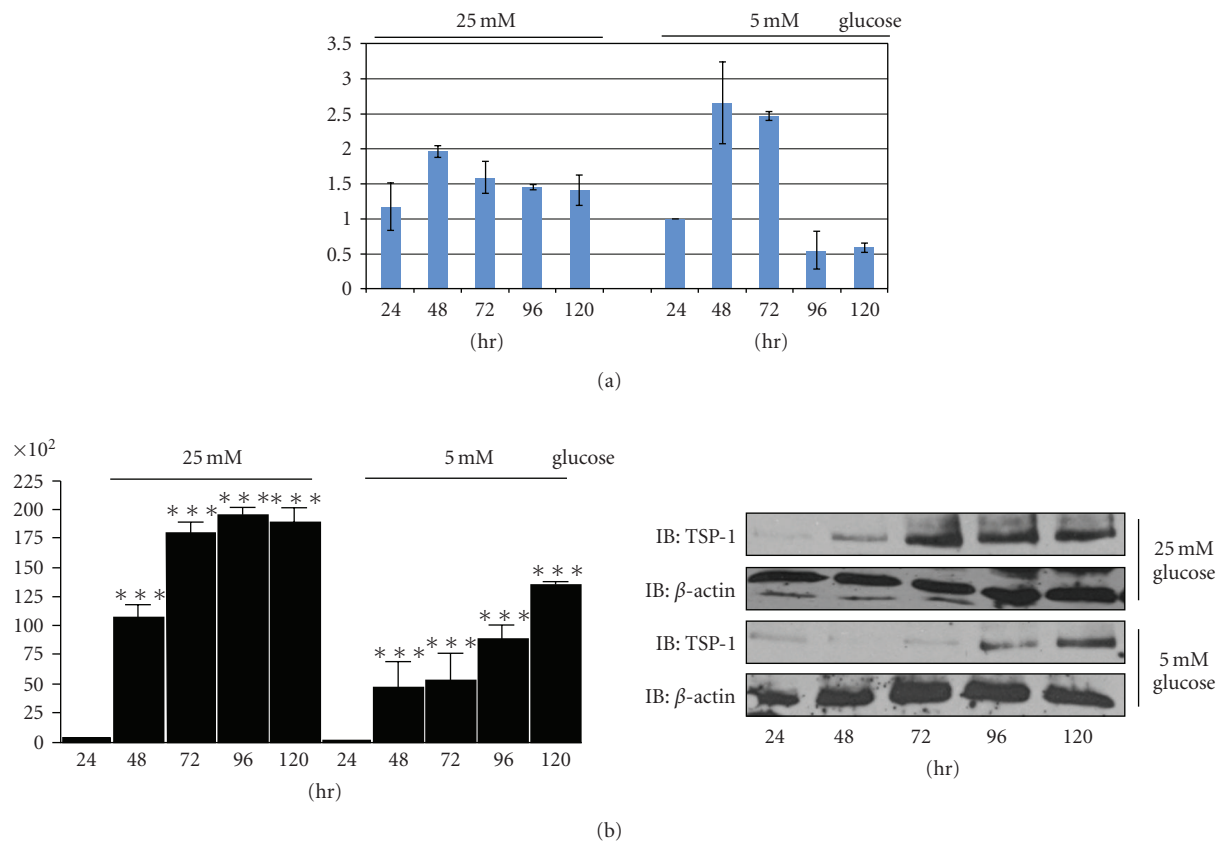 25 mM 5 mM glucose
3.5
3
2.5
2
1.5
1
0.5
0
24 48 72 96 120 24 48 72 96 120
(hr) (hr)
(a)
×10²
25 mM 5 mM glucose
225
200
175
150
125
100
75
50
25
0
*** *** *** *** *** *** *** ***
24 48 72 96 120 24 48 72 96 120
(hr)
IB: TSP-1
IB: β-actin
25 mM
glucose
IB: TSP-1
IB: β-actin
5 mM
glucose
24 48 72 96 120
(hr)
(b)